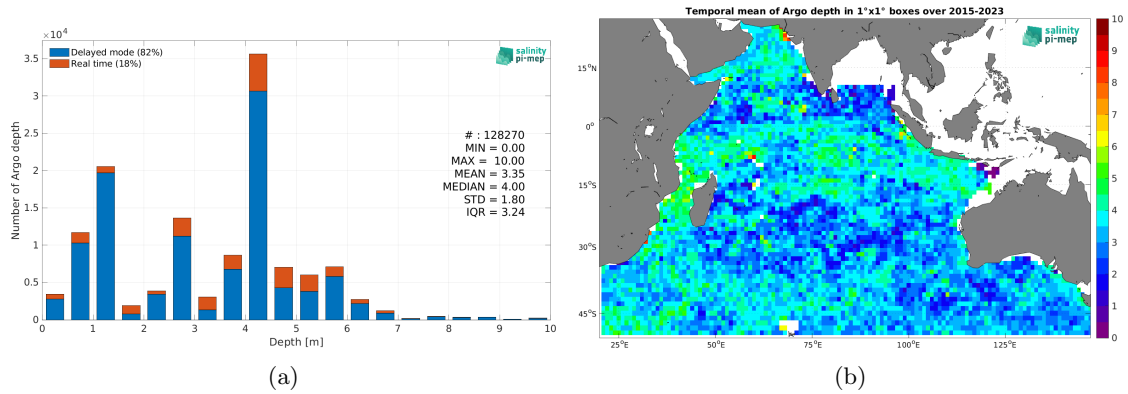 ×10⁴
Delayed mode (82%)
Real time (18%)
salinity
pi-mep
# : 128270
MIN = 0.00
MAX = 10.00
MEAN = 3.35
MEDIAN = 4.00
STD = 1.80
IQR = 3.24
Number of Argo depth
3.5
3
2.5
2
1.5
1
0.5
0
0 1 2 3 4 5 6 7 8 9 10
Depth [m]
(a)
Temporal mean of Argo depth in 1°x1° boxes over 2015-2023
salinity
pi-mep
15°N
0°
15°S
30°S
45°S
25°E 50°E 75°E 100°E 125°E
10
9
8
7
6
5
4
3
2
1
0
(b)